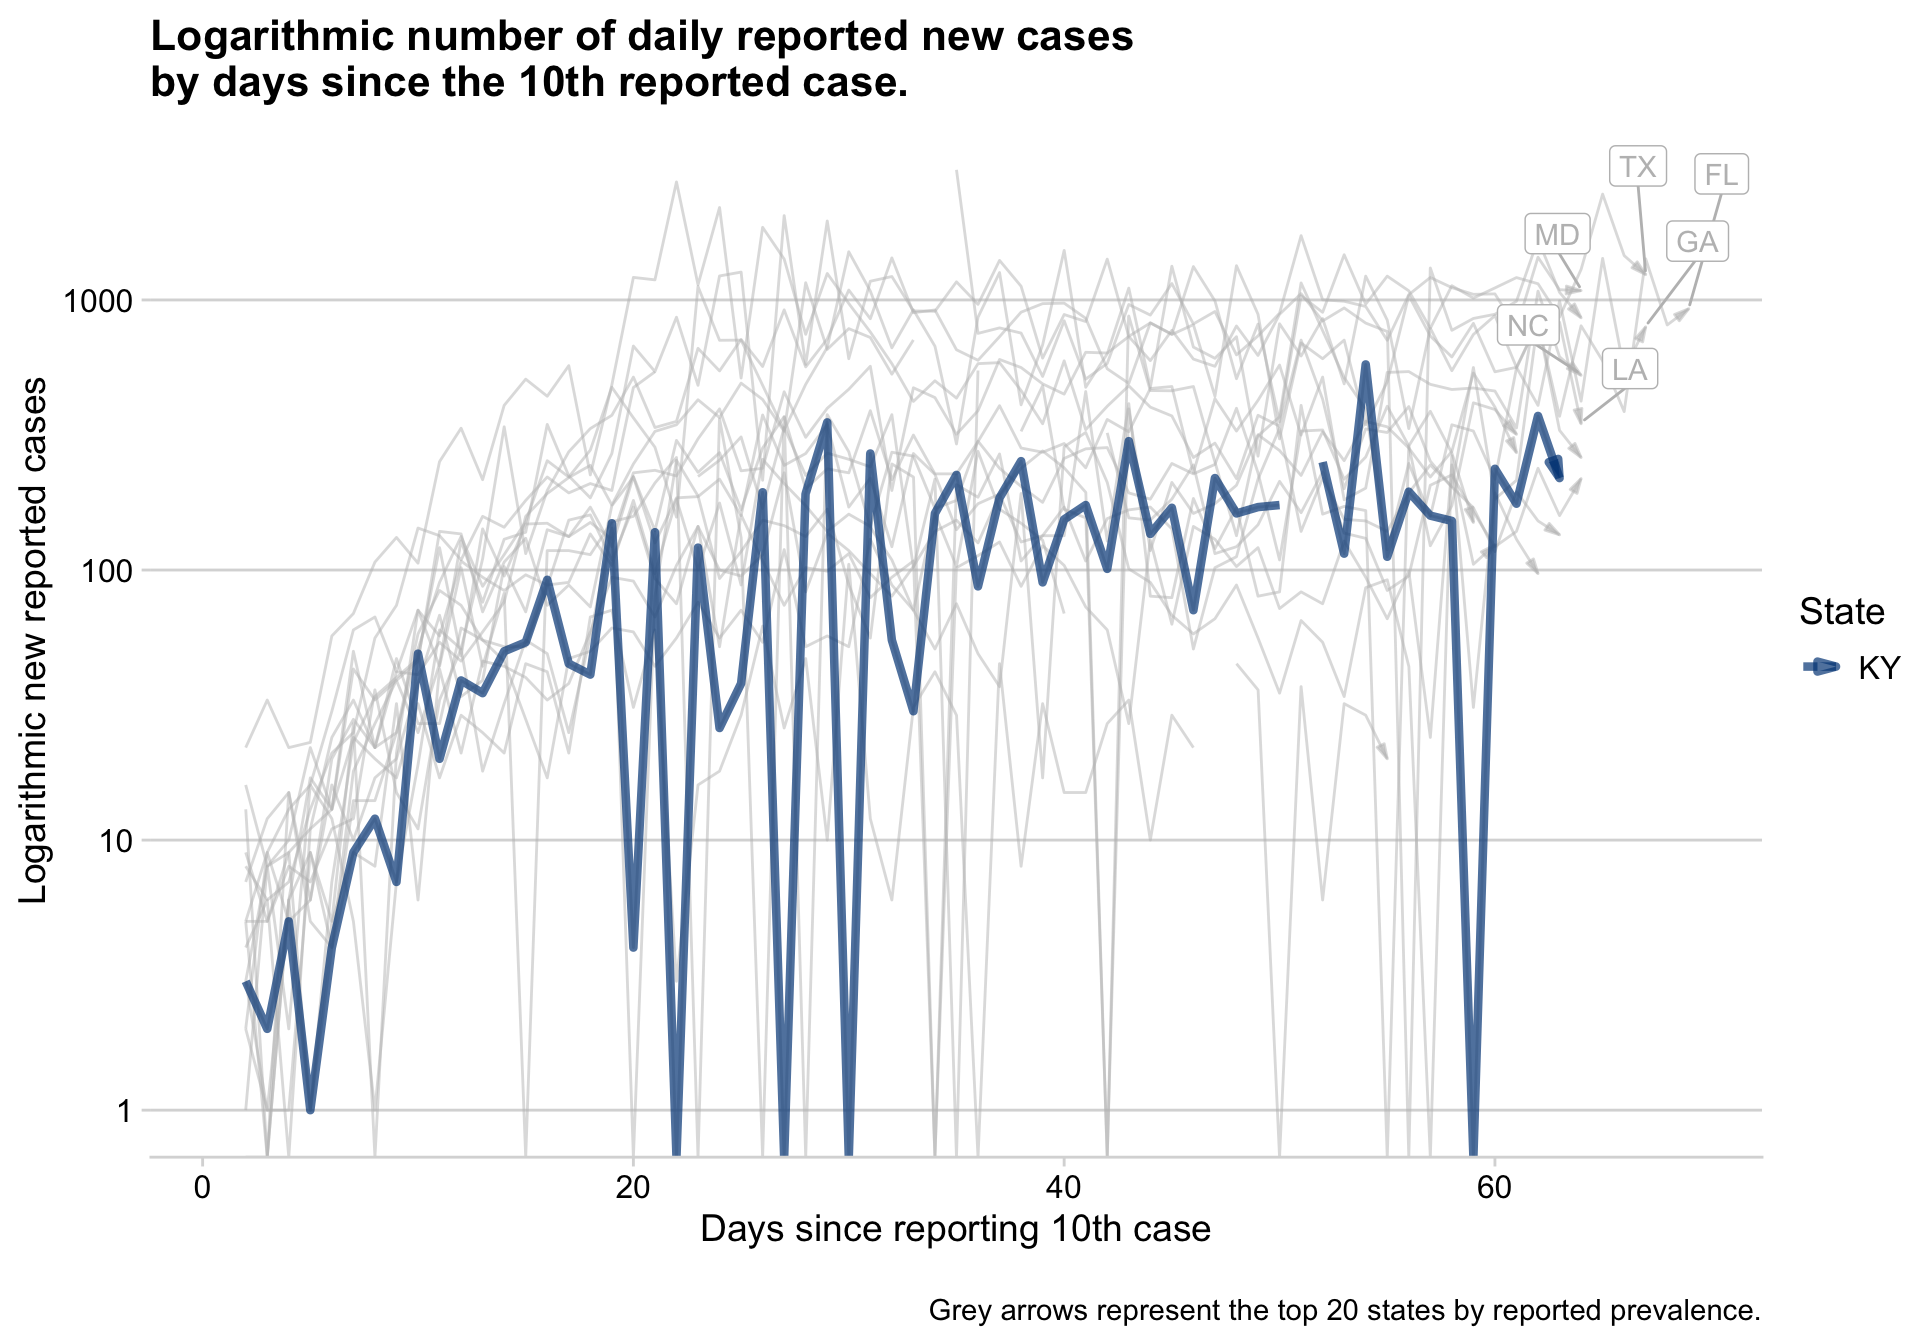 Logarithmic number of daily reported new cases
by days since the 10th reported case.
Logarithmic new reported cases
1000
100
10
1
TX
FL
MD
GA
NC
LA
State
KY
0
20
40
60
Days since reporting 10th case
Grey arrows represent the top 20 states by reported prevalence.